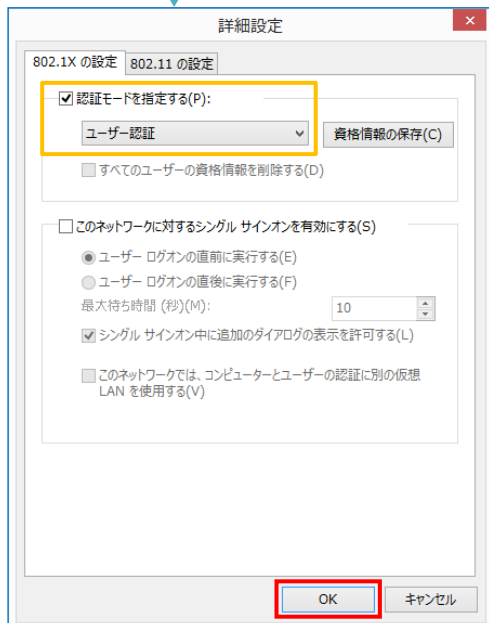 詳細設定
802.1X の設定 802.11 の設定
認証モードを指定する(P):
ユーザー認証 資格情報の保存(C)
すべてのユーザーの資格情報を削除する(D)
このネットワークに対するシングル サインオンを有効にする(S)
ユーザー ログオンの直前に実行する(E)
ユーザー ログオンの直後に実行する(F)
最大待ち時間 (秒)(M): 10
シングル サインオン中に追加のダイアログの表示を許可する(L)
このネットワークでは、コンピューターとユーザーの認証に別の仮想
LAN を使用する(V)
OK キャンセル